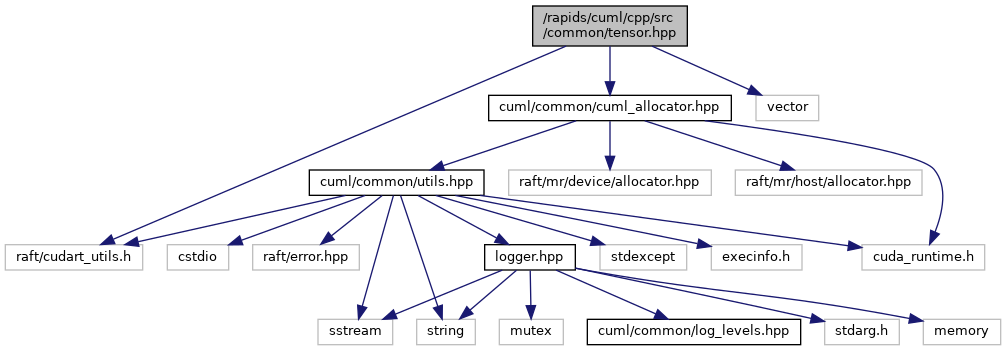 /rapids/cuml/cpp/src
/common/tensor.hpp
cuml/common/cuml_allocator.hpp
vector
cuml/common/utils.hpp
raft/mr/device/allocator.hpp
raft/mr/host/allocator.hpp
raft/cudart_utils.h
cstdio
raft/error.hpp
logger.hpp
stdexcept
execinfo.h
cuda_runtime.h
sstream
string
mutex
cuml/common/log_levels.hpp
stdarg.h
memory